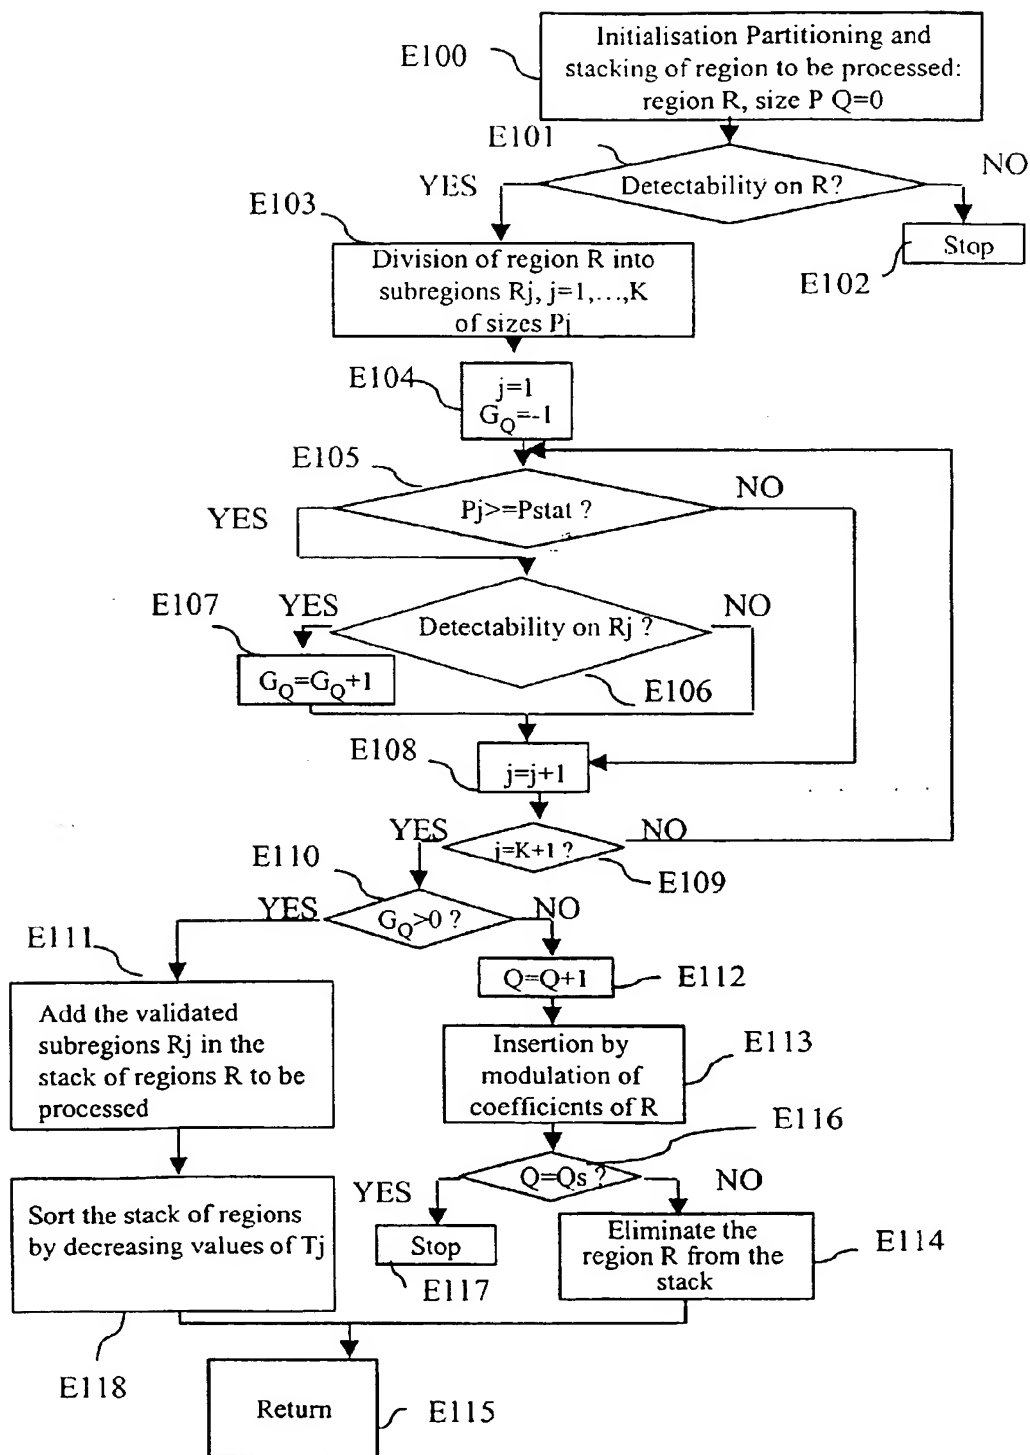 E100
Initialisation Partitioning and
stacking of region to be processed:
region R, size P Q=0
E101
YES
Detectability on R?
NO
E103
Stop
E102
Division of region R into
subregions Rj, j=1,...,K
of sizes Pj
E104
j=1
G_Q=-1
E105
YES
Pj>=Pstat ?
NO
E107
YES
Detectability on Rj ?
NO
G_Q=G_Q+1
E106
E108
j=j+1
YES
j=K+1 ?
NO
E109
E110
YES
G_Q>0 ?
NO
E111
Q=Q+1
E112
Add the validated
subregions Rj in the
stack of regions R to be
processed
Insertion by
modulation of
coefficients of R
E113
E116
YES
Q=Qs ?
NO
Sort the stack of regions
by decreasing values of Tj
Stop
E117
Eliminate the
region R from the
stack
E114
E118
Return
E115